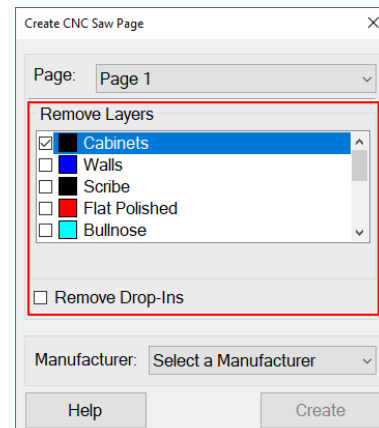 Create CNC Saw Page
Page: Page 1
Remove Layers
Cabinets
Walls
Scribe
Flat Polished
Bullnose
Remove Drop-Ins
Manufacturer: Select a Manufacturer
Help Create